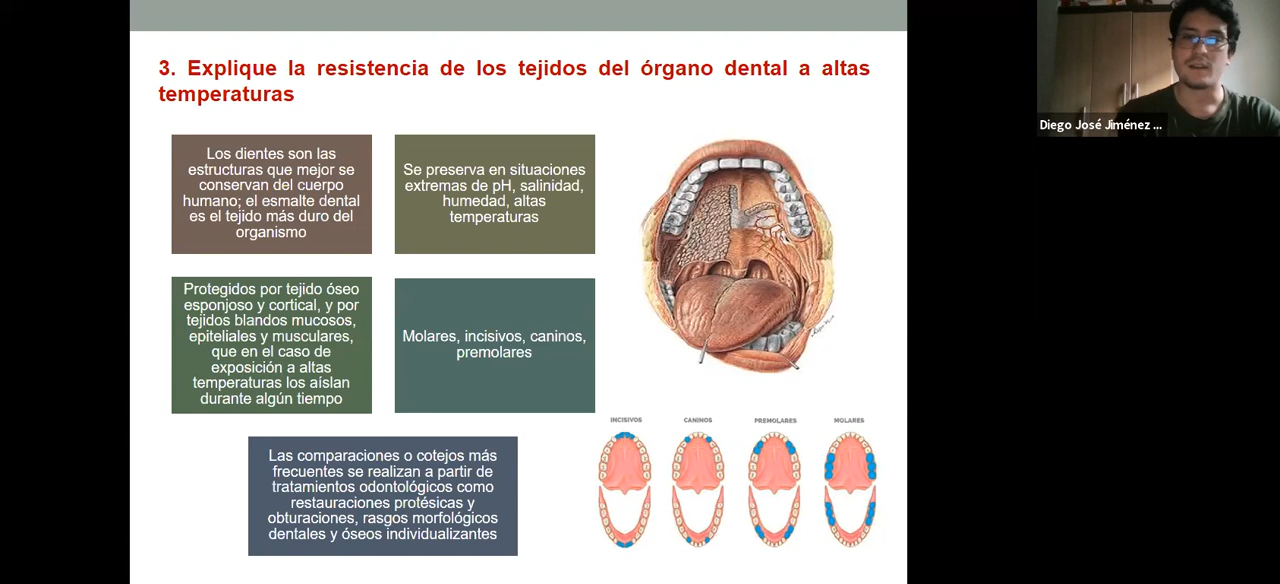 3. Explique la resistencia de los tejidos del órgano dental a altas
temperaturas
Los dientes son las
estructuras que mejor se
conservan del cuerpo
humano; el esmalte dental
es el tejido más duro del
organismo
Se preserva en situaciones
extremas de pH, salinidad,
humedad, altas
temperaturas
Protegidos por tejido óseo
esponjoso y cortical, y por
tejidos blandos mucosos,
epiteliales y musculares,
que en el caso de
exposición a altas
temperaturas los aíslan
durante algún tiempo
Molares, incisivos, caninos,
premolares
Las comparaciones o cotejos más
frecuentes se realizan a partir de
tratamientos odontológicos como
restauraciones protésicas y
obturaciones, rasgos morfológicos
dentales y óseos individualizantes
INCISIVOS
CANINOS
PREMOLARES
MOLARES
Diego José Jiménez ...